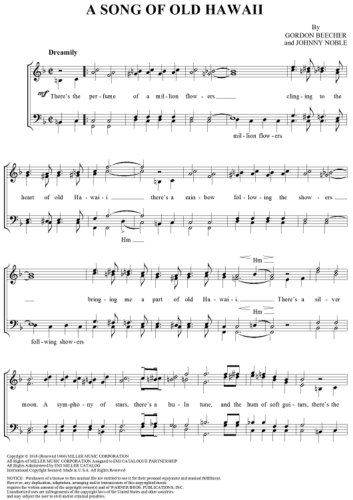 A SONG OF OLD HAWAII
By
GORDON BEECHER
and JOHNNY NOBLE
Dreamily
mf
There's the per - fume of a mil - lion flow - ers cling - ing to the
mil - lion flow - ers
heart of old Ha - wai - i there's a rain - bow fol - low - ing the show - ers
Hm
Hm
bring - ing me a part of old Ha - wai - i. There's a sil - ver
foll - wing show - ers
moon. A sym - pho - ny of stars, there's a hu - la tune, and the hum of soft gui - tars, there's the
Copyright © 1938 (Renewed 1966) MILLER MUSIC CORPORATION
All Rights of MILLER MUSIC CORPORATION Assigned to EMI CATALOGUE PARTNERSHIP
All Rights Administered by EMI MILLER CATALOG
International Copyright Secured. Made in U.S.A. All Rights Reserved
NOTICE: Purchasers of a license to this musical file are entitled to use it for their personal enjoyment and musical fulfillment.
However, any duplication, adaptation, arranging and/or transmission of this copyrighted music
requires the written consent of the copyright owner(s) and of WARNER BROS. PUBLICATIONS, INC.
Unauthorized uses are infringements of the copyright laws of the United States and other countries
and may subject the user to civil and/or criminal penalties.